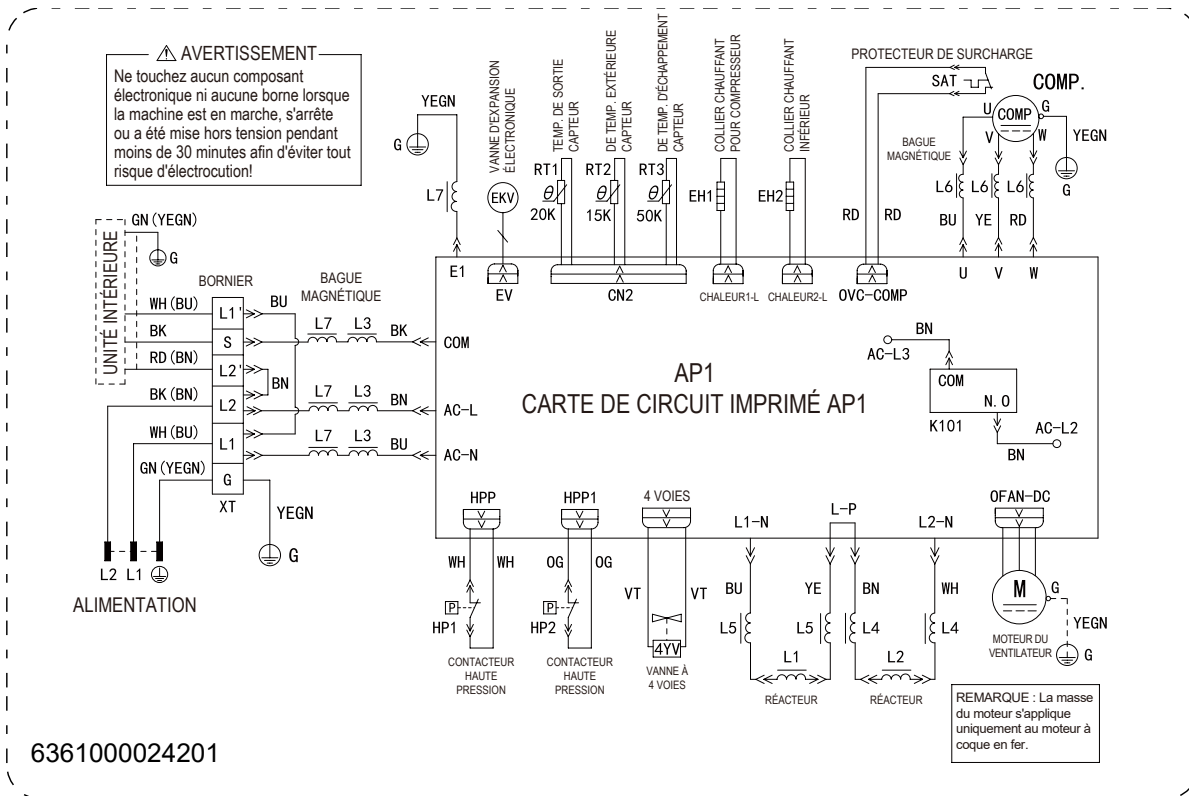 AVERTISSEMENT
Ne touchez aucun composant
électronique ni aucune borne lorsque
la machine est en marche, s'arrête
ou a été mise hors tension pendant
moins de 30 minutes afin d'éviter tout
risque d'électrocution!
YEGN
G
L7
E1
VANNE D'EXPANSION
ÉLECTRONIQUE
EKV
EV
TEMP. DE SORTIE
CAPTEUR
DE TEMP. EXTÉRIEURE
CAPTEUR
DE TEMP. D'ÉCHAPPEMENT
CAPTEUR
RT1
RT2
RT3
θ
θ
θ
20K
15K
50K
CN2
COLLIER CHAUFFANT
POUR COMPRESSEUR
EH1
CHALEUR1-L
COLLIER CHAUFFANT
INFÉRIEUR
EH2
CHALEUR2-L
PROTECTEUR DE SURCHARGE
SAT
RD
RD
OVC-COMP
COMP.
COMP
U
V
W
G
YEGN
G
BAGUE
MAGNÉTIQUE
L6
L6
L6
BU
YE
RD
U
V
W
GN (YEGN)
G
UNITÉ INTÉRIEURE
BORNIER
BAGUE
MAGNÉTIQUE
WH (BU)
L1'
BU
BK
S
L7
L3
BK
COM
RD (BN)
L2'
BN
BK (BN)
L2
L7
L3
BN
AC-L
WH (BU)
L1
L7
L3
BU
AC-N
GN (YEGN)
G
XT
YEGN
G
L2
L1
ALIMENTATION
AP1
CARTE DE CIRCUIT IMPRIMÉ AP1
BN
AC-L3
COM
N.O
K101
AC-L2
BN
HPP
WH
WH
P
HP1
CONTACTEUR
HAUTE
PRESSION
HPP1
OG
OG
P
HP2
CONTACTEUR
HAUTE
PRESSION
4 VOIES
VT
VT
4YV
VANNE À
4 VOIES
L1-N
L-P
L2-N
BU
YE
BN
WH
L5
L5
L4
L4
L1
L2
RÉACTEUR
RÉACTEUR
OFAN-DC
M
G
YEGN
G
MOTEUR DU
VENTILATEUR
REMARQUE : La masse
du moteur s'applique
uniquement au moteur à
coque en fer.
6361000024201